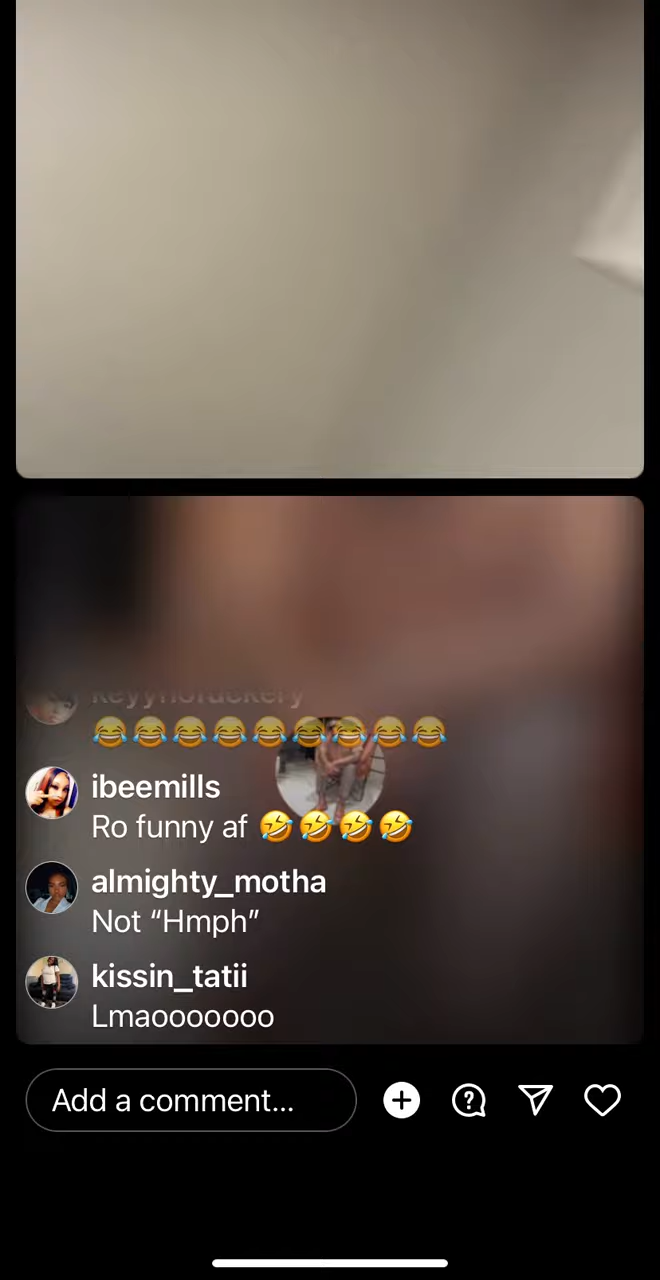 😂😂😂😂😂😂😂😂😂
ibeemills
Ro funny af 🤣🤣🤣🤣
almighty_motha
Not “Hmph”
kissin_tatii
Lmaooooooo
Add a comment...